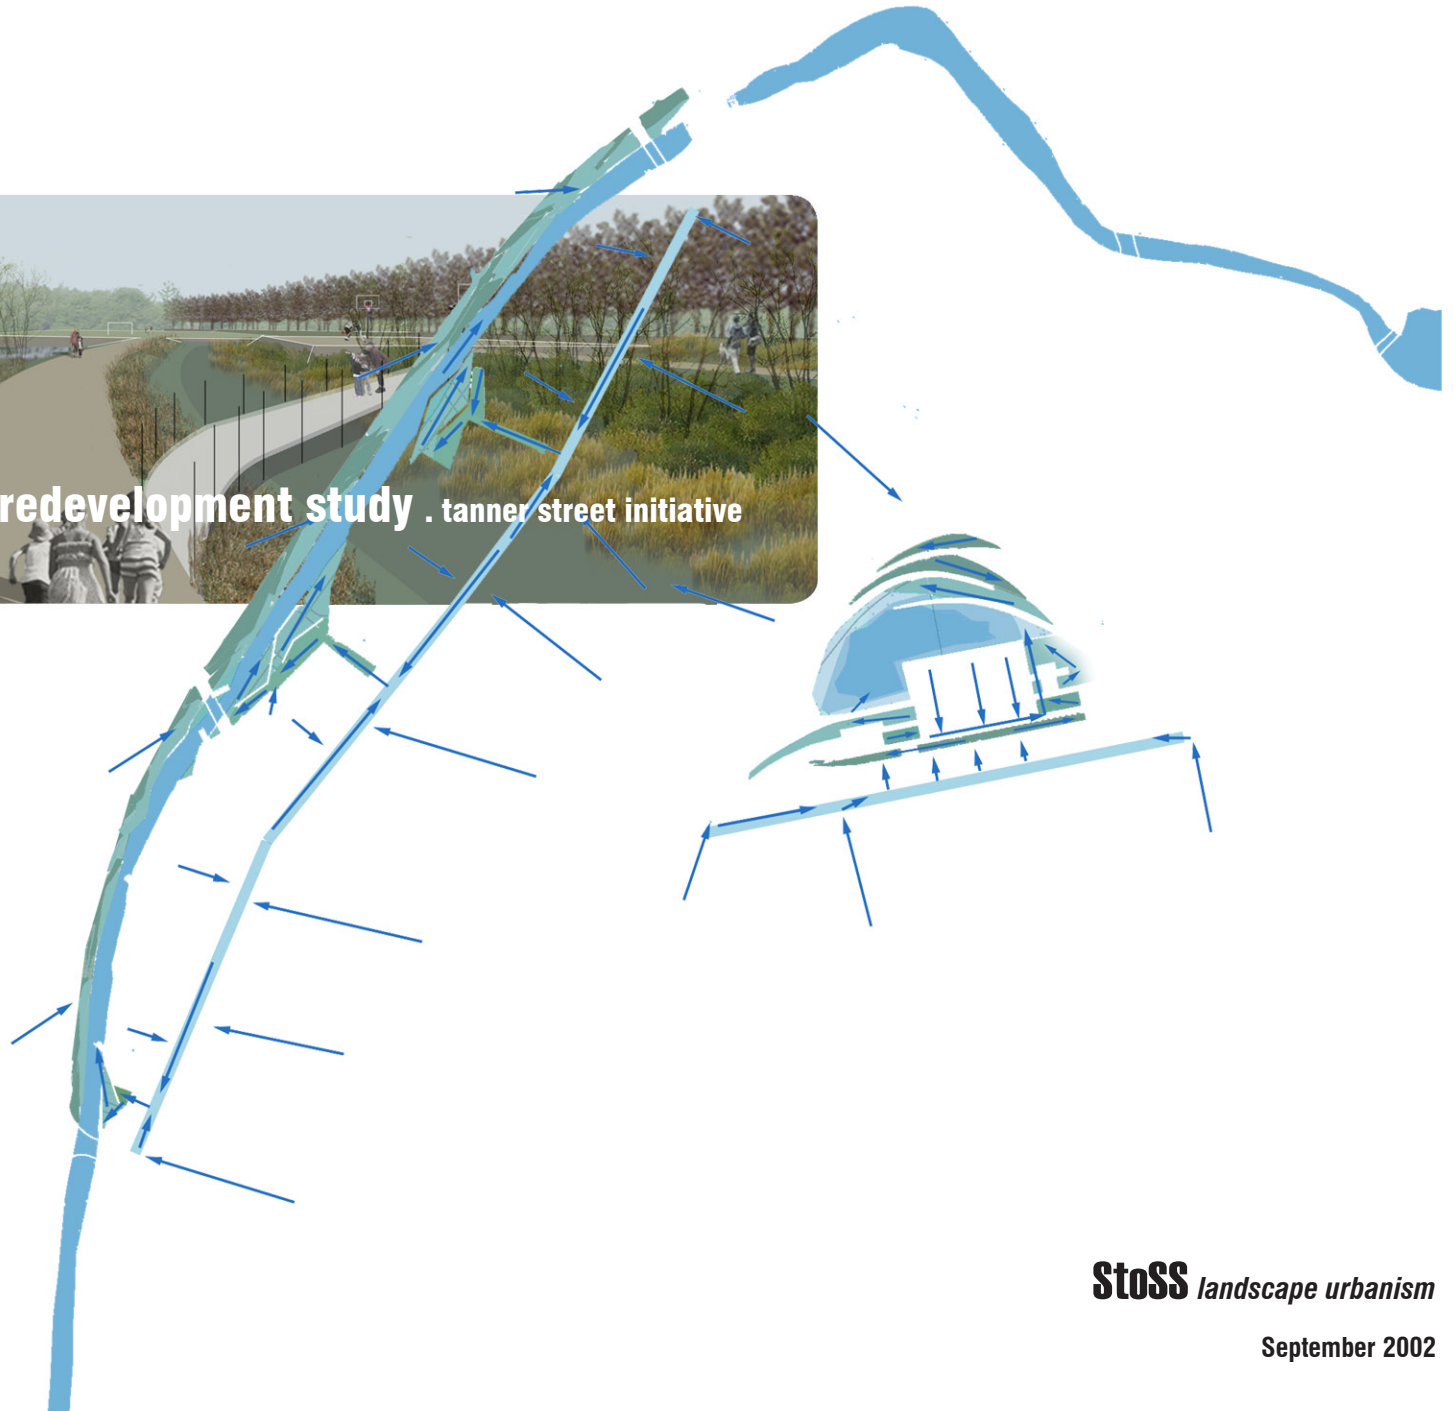 redevelopment study . tanner street initiative
StoSS landscape urbanism
September 2002